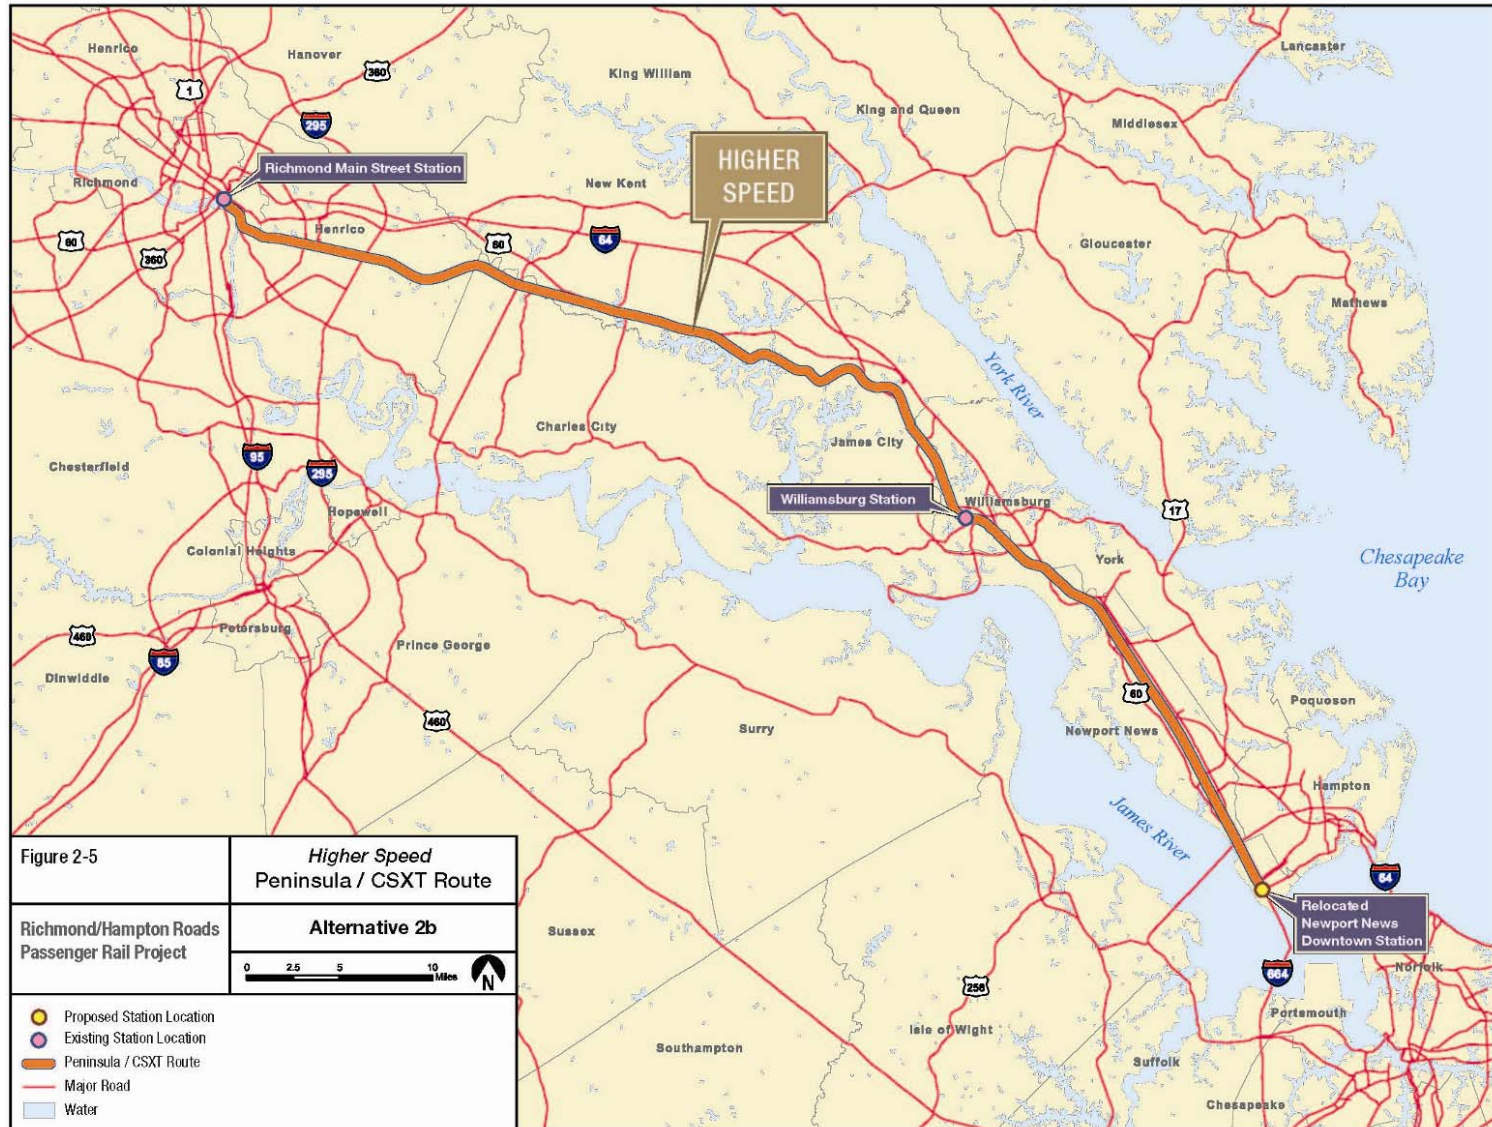 Henrico
Hanover
360
King William
Lancaster
1
295
King and Queen
Middlesex
Richmond Main Street Station
HIGHER
SPEED
Richmond
New Kent
Henrico
60
360
60
64
Gloucester
Mathews
York River
Charles City
James City
Chesterfield
95
295
Williamsburg Station
Williamsburg
17
Hopewell
Colonial Heights
York
Chesapeake
Bay
Petersburg
460
85
Prince George
Dinwiddie
60
Poquoson
460
Surry
Newport News
Hampton
James River
64
Relocated
Newport News
Downtown Station
Figure 2-5
Higher Speed
Peninsula / CSXT Route
Richmond/Hampton Roads
Passenger Rail Project
Alternative 2b
0 2.5 5 10 Miles
N
Sussex
Norfolk
664
258
Portsmouth
Isle of Wight
Southampton
Suffolk
Chesapeake
Proposed Station Location
Existing Station Location
Peninsula / CSXT Route
Major Road
Water